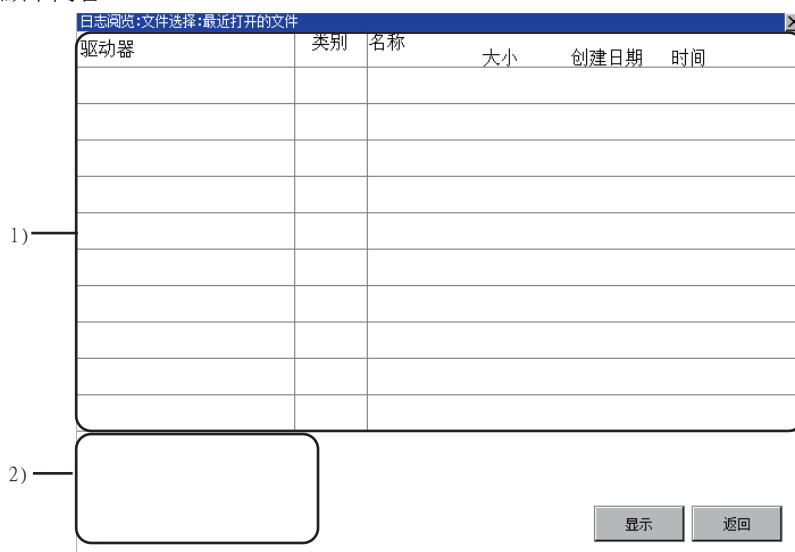 日志阅览:文件选择:最近打开的文件
驱动器 类别 名称 大小 创建日期 时间
1)
2)
显示 返回